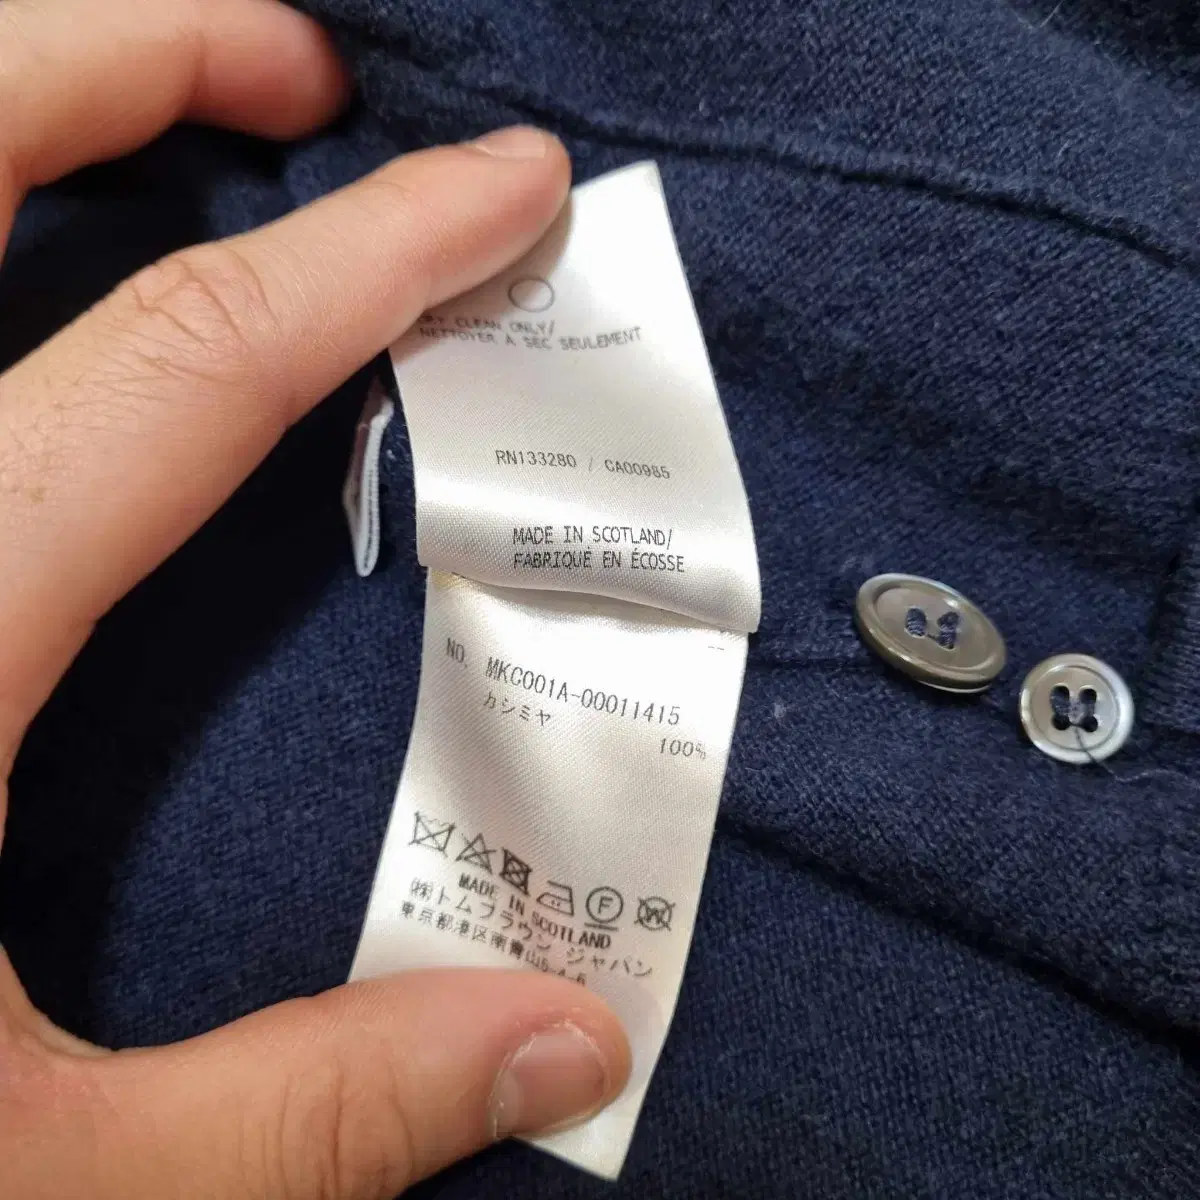 DRY CLEAN ONLY/
NETTOYER A SEC SEULEMENT
RN133280 / CA00985
MADE IN SCOTLAND/
FABRIQUÉ EN ÉCOSSE
NO. MKC001A-00011415
カシミヤ
100%
F W
MADE IN SCOTLAND
㈱トムブラウン ジャパン
東京都港区南青山5-4-6